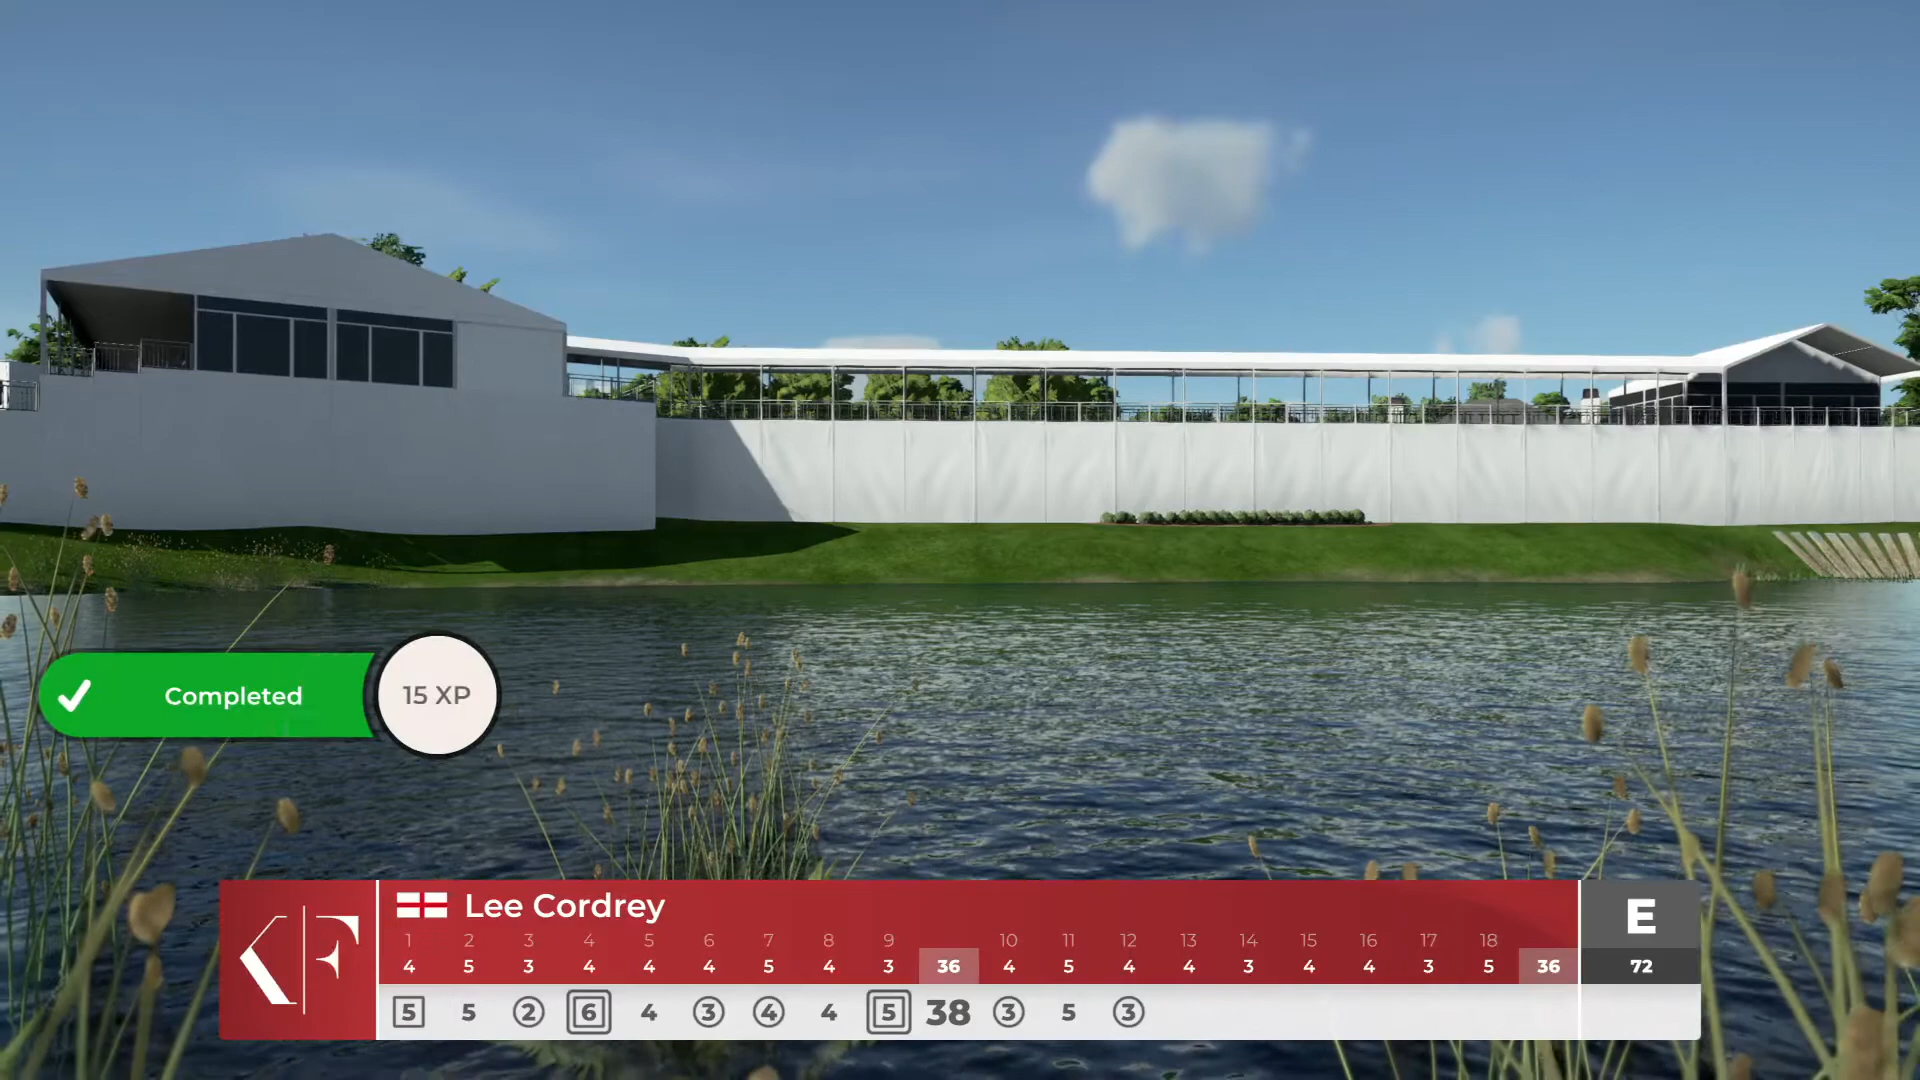 Completed
15 XP
Lee Cordrey
E
1 2 3 4 5 6 7 8 9 10 11 12 13 14 15 16 17 18
4 5 3 4 4 4 5 4 3 36 4 5 4 4 3 4 4 3 5 36 72
5 5 2 6 4 3 4 4 5 38 3 5 3
KF